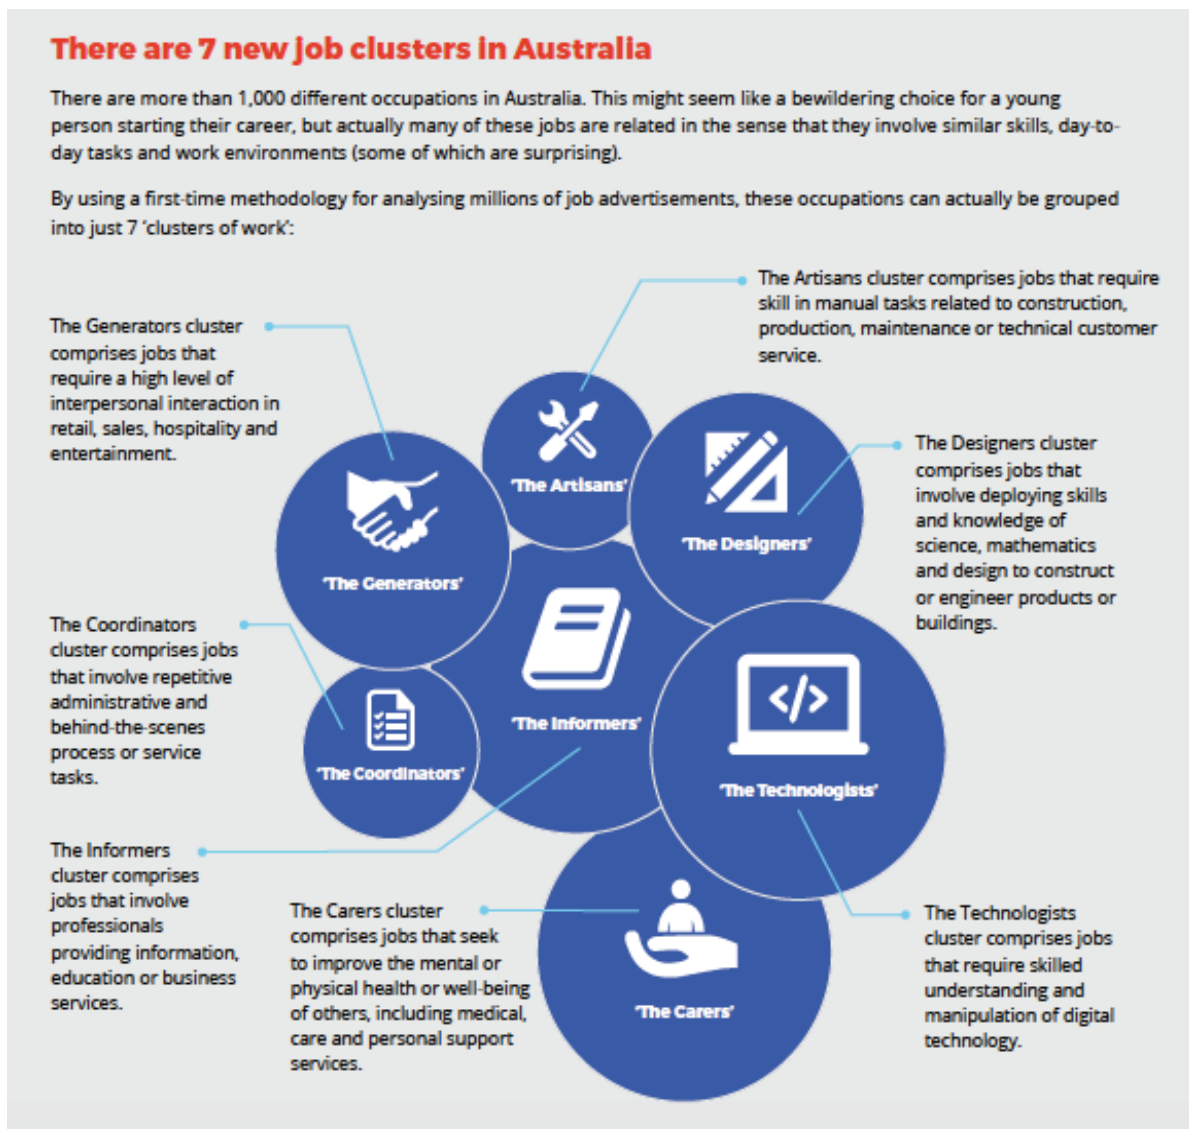 There are 7 new job clusters in Australia
There are more than 1,000 different occupations in Australia. This might seem like a bewildering choice for a young
person starting their career, but actually many of these jobs are related in the sense that they involve similar skills, day-to-
day tasks and work environments (some of which are surprising).
By using a first-time methodology for analysing millions of job advertisements, these occupations can actually be grouped
into just 7 'clusters of work':
The Artisans cluster comprises jobs that require
skill in manual tasks related to construction,
production, maintenance or technical customer
service.
The Generators cluster
comprises jobs that
require a high level of
interpersonal interaction in
retail, sales, hospitality and
entertainment.
'The Artisans'
The Designers cluster
comprises jobs that
involve deploying skills
and knowledge of
science, mathematics
and design to construct
or engineer products or
buildings.
'The Designers'
'The Generators'
The Coordinators
cluster comprises jobs
that involve repetitive
administrative and
behind-the-scenes
process or service
tasks.
'The Informers'
</>
'The Coordinators'
'The Technologists'
The Informers
cluster comprises
jobs that involve
professionals
providing information,
education or business
services.
The Carers cluster
comprises jobs that seek
to improve the mental or
physical health or well-being
of others, including medical,
care and personal support
services.
'The Carers'
The Technologists
cluster comprises jobs
that require skilled
understanding and
manipulation of digital
technology.